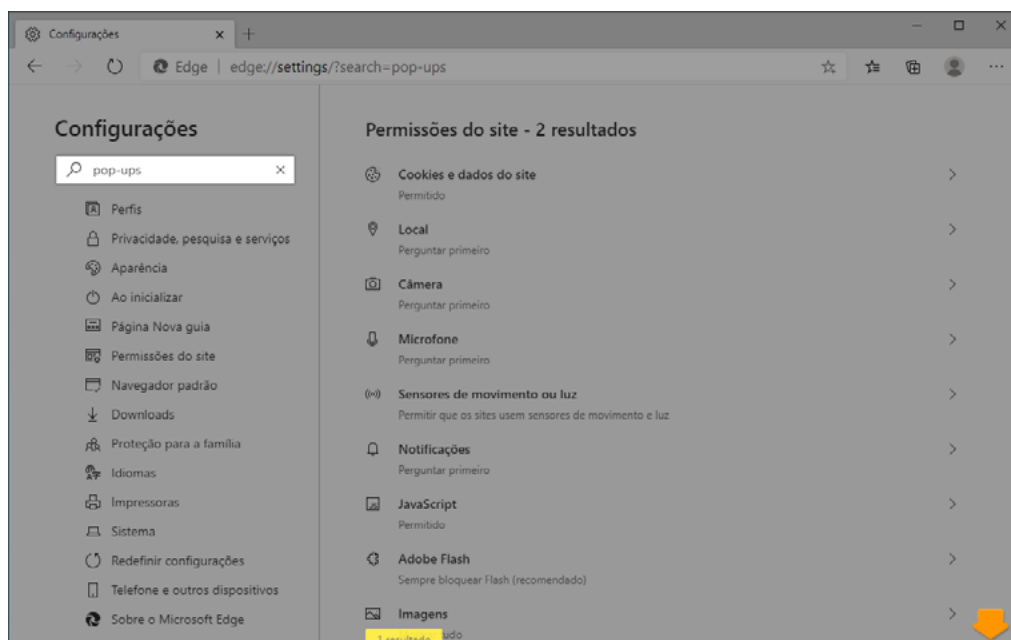 Configurações
Edge | edge://settings/?search=pop-ups
Configurações
pop-ups
Perfis
Privacidade, pesquisa e serviços
Aparência
Ao inicializar
Página Nova guia
Permissões do site
Navegador padrão
Downloads
Proteção para a família
Idiomas
Impressoras
Sistema
Redefinir configurações
Telefone e outros dispositivos
Sobre o Microsoft Edge
Permissões do site - 2 resultados
Cookies e dados do site
Permitido
Local
Perguntar primeiro
Câmera
Perguntar primeiro
Microfone
Perguntar primeiro
Sensores de movimento ou luz
Permitir que os sites usem sensores de movimento e luz
Notificações
Perguntar primeiro
JavaScript
Permitido
Adobe Flash
Sempre bloquear Flash (recomendado)
Imagens
1 resultado